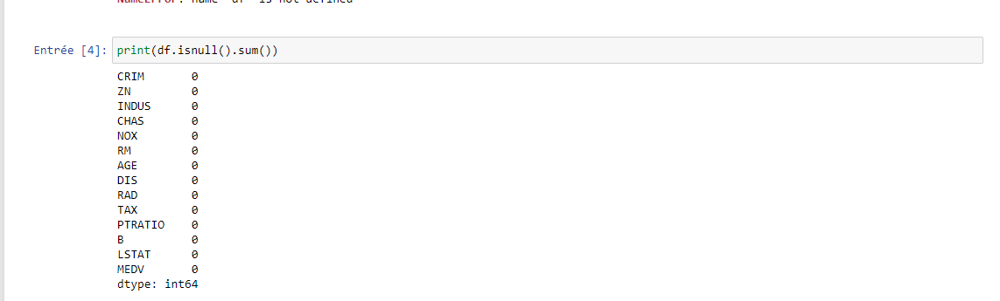 NameError: name 'df' is not defined
Entrée [4]: print(df.isnull().sum())
CRIM 0
ZN 0
INDUS 0
CHAS 0
NOX 0
RM 0
AGE 0
DIS 0
RAD 0
TAX 0
PTRATIO 0
B 0
LSTAT 0
MEDV 0
dtype: int64